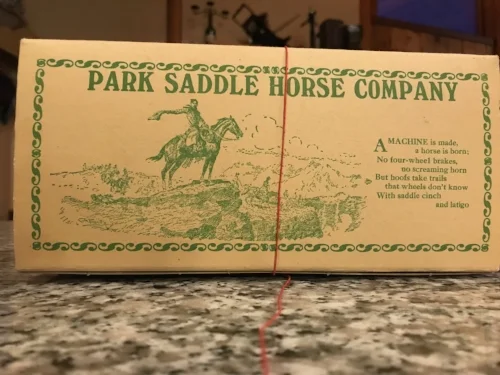 PARK SADDLE HORSE COMPANY
A MACHINE is made,
a horse is born;
No four-wheel brakes,
no screaming horn
But hoofs take trails
that wheels don't know
With saddle cinch
and latigo